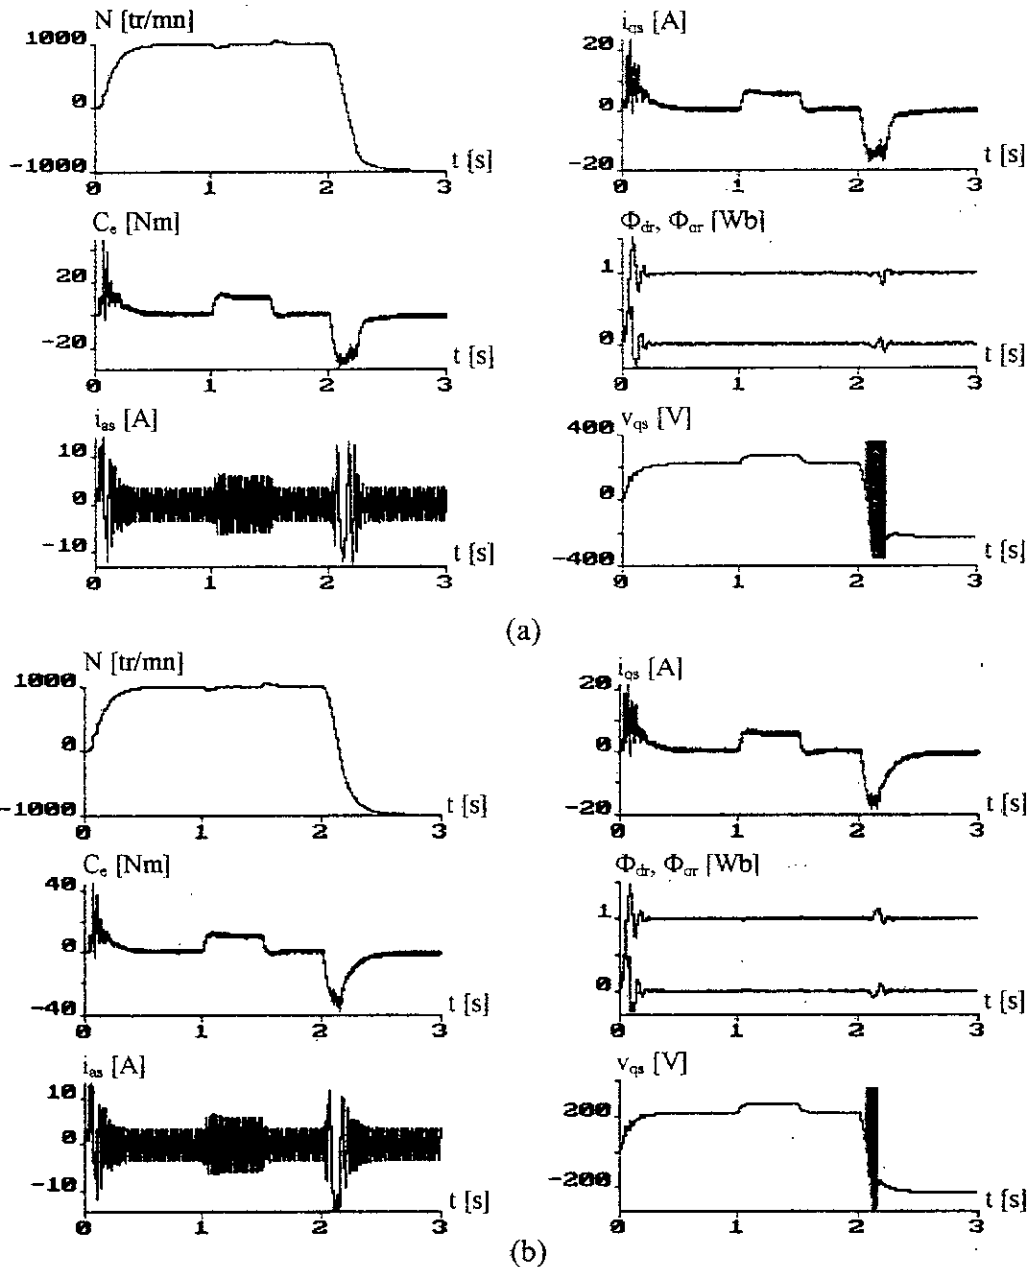 N [tr/mn]
1000
0
-1000
0 1 2 3
t [s]
i_qs [A]
20
0
-20
0 1 2 3
t [s]
C_e [Nm]
20
0
-20
0 1 2 3
t [s]
Φ_dr, Φ_qr [Wb]
1
0
0 1 2 3
t [s]
i_as [A]
10
0
-10
0 1 2 3
t [s]
v_qs [V]
400
0
-400
0 1 2 3
t [s]
(a)
N [tr/mn]
1000
0
-1000
0 1 2 3
t [s]
i_qs [A]
20
0
-20
0 1 2 3
t [s]
C_e [Nm]
40
0
-40
0 1 2 3
t [s]
Φ_dr, Φ_qr [Wb]
1
0
0 1 2 3
t [s]
i_as [A]
10
0
-10
0 1 2 3
t [s]
v_qs [V]
200
-200
0 1 2 3
t [s]
(b)